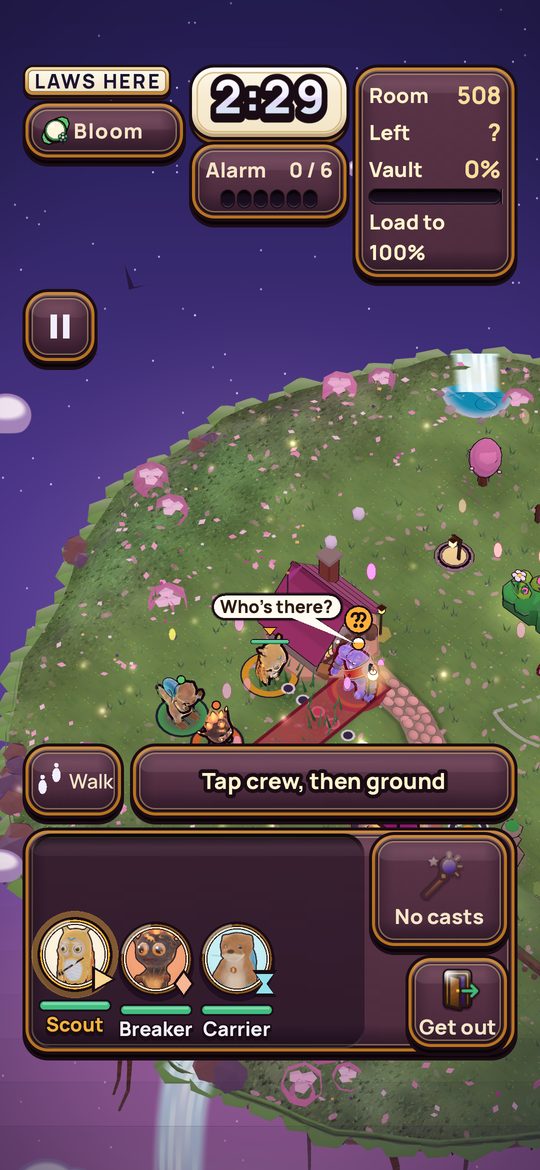 LAWS HERE
Bloom
2:29
Alarm 0/6
Room 508
Left ?
Vault 0%
Load to
100%
Who's there?
??
Walk
Tap crew, then ground
No casts
Scout
Breaker
Carrier
Get out